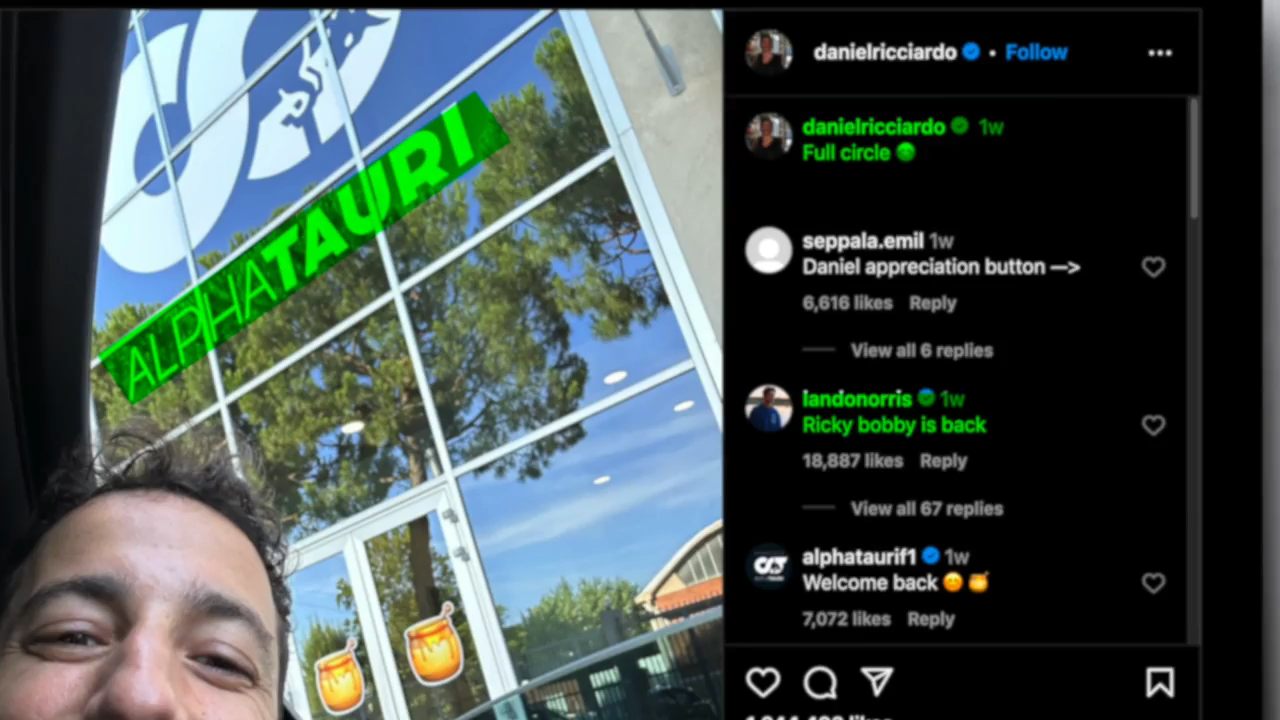 ALPHATAURI
danielricciardo • Follow
danielricciardo 1w
Full circle
seppala.emil 1w
Daniel appreciation button —>
6,616 likes Reply
View all 6 replies
landonorris 1w
Ricky bobby is back
18,887 likes Reply
View all 67 replies
alphataurif1 1w
Welcome back
7,072 likes Reply